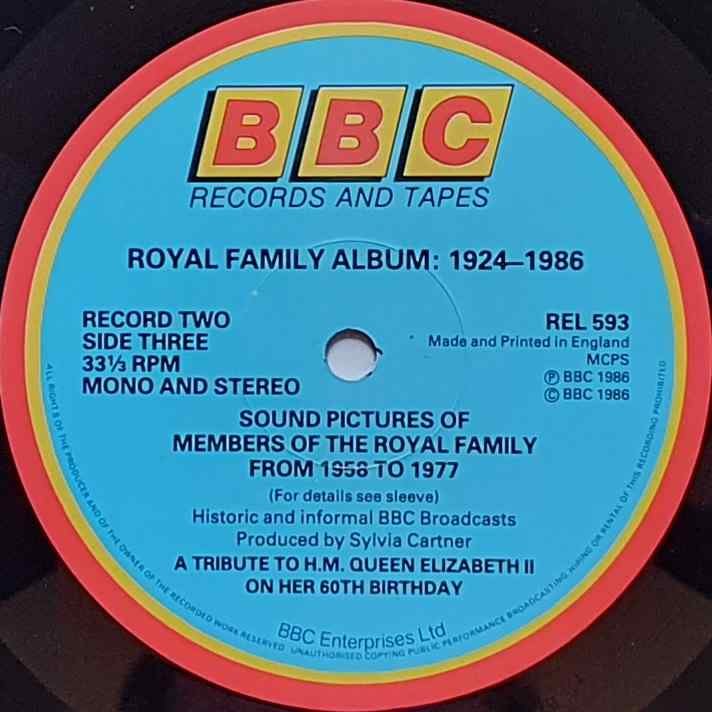 BBC
RECORDS AND TAPES
ROYAL FAMILY ALBUM: 1924–1986
RECORD TWO
SIDE THREE
33⅓ RPM
MONO AND STEREO
REL 593
Made and Printed in England
MCPS
Ⓟ BBC 1986
© BBC 1986
SOUND PICTURES OF
MEMBERS OF THE ROYAL FAMILY
FROM 1958 TO 1977
(For details see sleeve)
Historic and informal BBC Broadcasts
Produced by Sylvia Cartner
A TRIBUTE TO H.M. QUEEN ELIZABETH II
ON HER 60TH BIRTHDAY
BBC Enterprises Ltd
ALL RIGHTS OF THE PRODUCER AND OF THE OWNER OF THE RECORDED WORK RESERVED UNAUTHORISED COPYING PUBLIC PERFORMANCE BROADCASTING HIRING OR RENTAL OF THIS RECORDING PROHIBITED